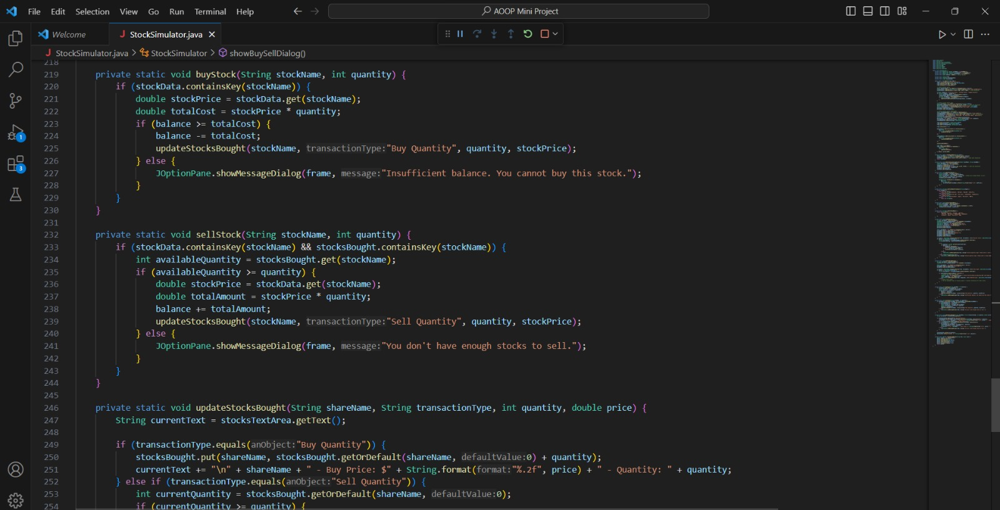 File Edit Selection View Go Run Terminal Help
AOOP Mini Project
Welcome
J StockSimulator.java
J StockSimulator.java > StockSimulator > showBuySellDialog()
218
219 private static void buyStock(String stockName, int quantity) {
220 if (stockData.containsKey(stockName)) {
221 double stockPrice = stockData.get(stockName);
222 double totalCost = stockPrice * quantity;
223 if (balance >= totalCost) {
224 balance -= totalCost;
225 updateStocksBought(stockName, transactionType:"Buy Quantity", quantity, stockPrice);
226 } else {
227 JOptionPane.showMessageDialog(frame, message:"Insufficient balance. You cannot buy this stock.");
228 }
229 }
230 }
231
232 private static void sellStock(String stockName, int quantity) {
233 if (stockData.containsKey(stockName) && stocksBought.containsKey(stockName)) {
234 int availableQuantity = stocksBought.get(stockName);
235 if (availableQuantity >= quantity) {
236 double stockPrice = stockData.get(stockName);
237 double totalAmount = stockPrice * quantity;
238 balance += totalAmount;
239 updateStocksBought(stockName, transactionType:"Sell Quantity", quantity, stockPrice);
240 } else {
241 JOptionPane.showMessageDialog(frame, message:"You don't have enough stocks to sell.");
242 }
243 }
244 }
245
246 private static void updateStocksBought(String shareName, String transactionType, int quantity, double price) {
247 String currentText = stocksTextArea.getText();
248
249 if (transactionType.equals(anObject:"Buy Quantity")) {
250 stocksBought.put(shareName, stocksBought.getOrDefault(shareName, defaultValue:0) + quantity);
251 currentText += "\n" + shareName + " - Buy Price: $" + String.format(format:"%.2f", price) + " - Quantity: " + quantity;
252 } else if (transactionType.equals(anObject:"Sell Quantity")) {
253 int currentQuantity = stocksBought.getOrDefault(shareName, defaultValue:0);
254 if (currentQuantity >= quantity) {
1
3